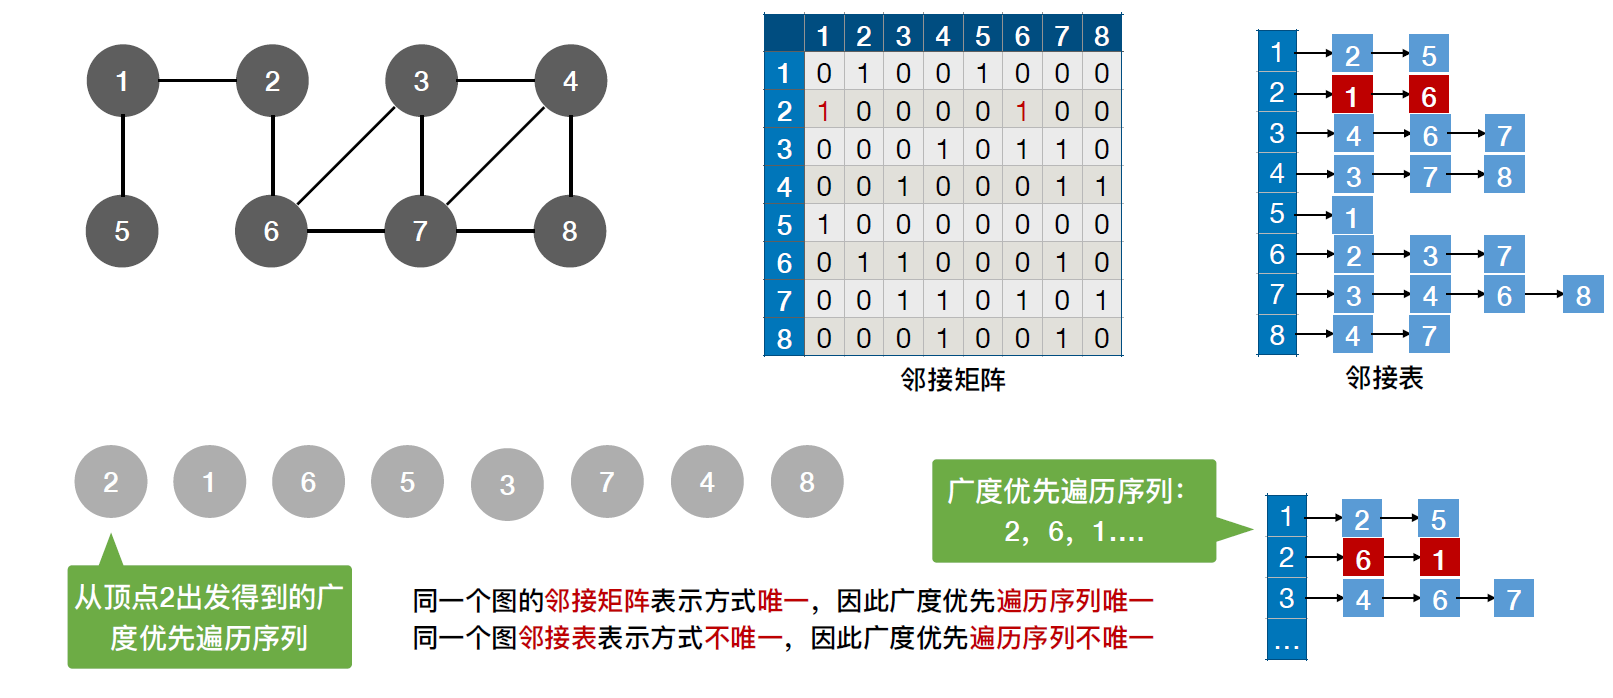 1 2 3 4
5 6 7 8
1 2 3 4 5 6 7 8
1 0 1 0 0 1 0 0 0
2 1 0 0 0 0 1 0 0
3 0 0 0 1 0 1 1 0
4 0 0 1 0 0 0 1 1
5 1 0 0 0 0 0 0 0
6 0 1 1 0 0 0 1 0
7 0 0 1 1 0 1 0 1
8 0 0 0 1 0 0 1 0
邻接矩阵
1 2 5
2 1 6
3 4 6 7
4 3 7 8
5 1
6 2 3 7
7 3 4 6 8
8 4 7
邻接表
2 1 6 5 3 7 4 8
从顶点2出发得到的广
度优先遍历序列
广度优先遍历序列：
2，6，1....
1 2 5
2 6 1
3 4 6 7
...
同一个图的邻接矩阵表示方式唯一，因此广度优先遍历序列唯一
同一个图邻接表表示方式不唯一，因此广度优先遍历序列不唯一